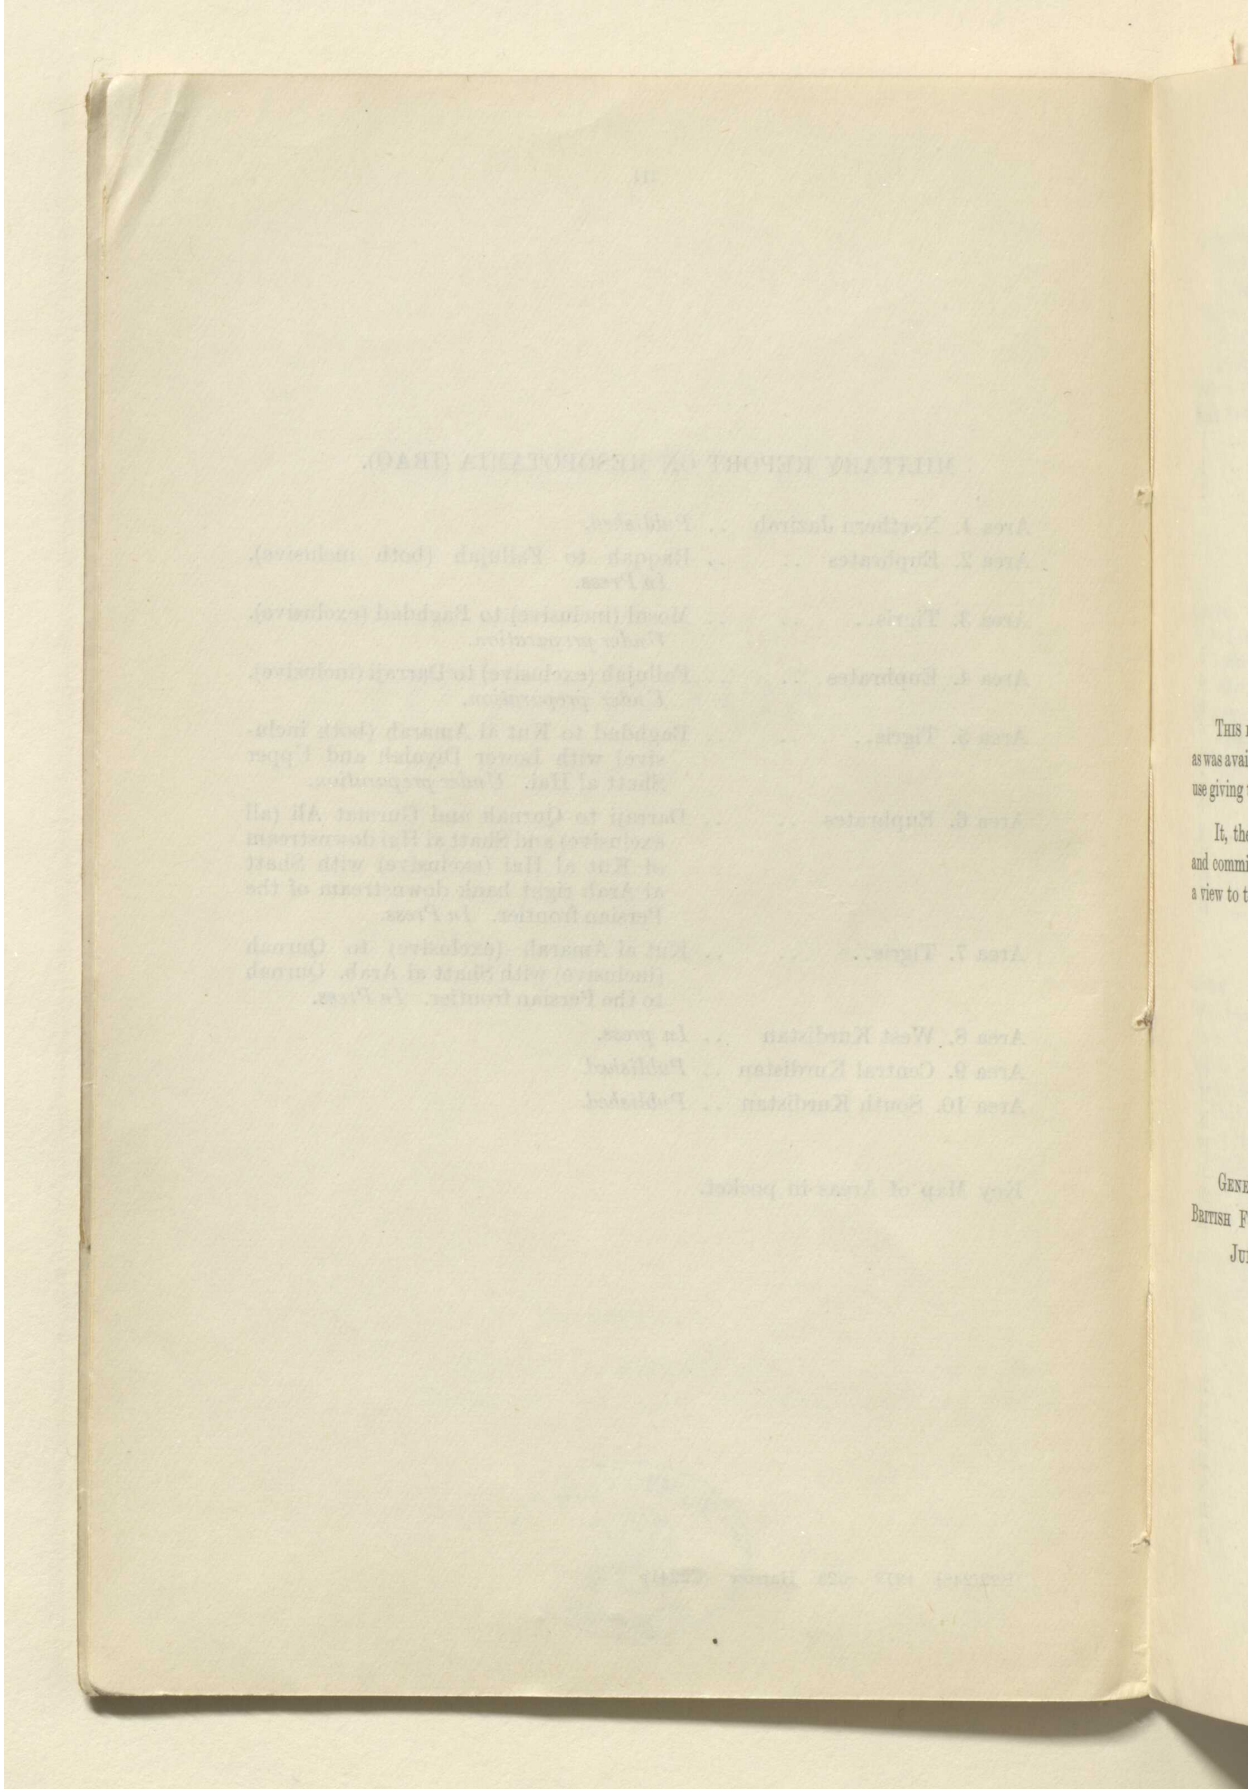 iii
MILITARY REPORT ON MESOPOTAMIA (IRAQ).
Area 1. Northern Jazirah .. Published.
Area 2. Euphrates .. .. Raqqah to Fallujah (both inclusive).
In Press.
Area 3. Tigris.. .. .. Mosul (inclusive) to Baghdad (exclusive).
Under preparation.
Area 4. Euphrates .. .. Fallujah (exclusive) to Darraji (inclusive).
Under preparation.
Area 5. Tigris.. .. .. Baghdad to Kut al Amarah (both inclu-
sive) with Lower Diyalah and Upper
Shatt al Hai. Under preparation.
Area 6. Euphrates .. .. Darraji to Qurnah and Gurmat Ali (all
exclusive) and Shatt al Hai downstream
of Kut al Hai (exclusive) with Shatt
al Arab right bank downstream of the
Persian frontier. In Press.
Area 7. Tigris.. .. .. Kut al Amarah (exclusive) to Qurnah
(inclusive) with Shatt al Arab, Qurnah
to the Persian frontier. In Press.
Area 8. West Kurdistan .. In press.
Area 9. Central Kurdistan .. Published.
Area 10. South Kurdistan .. Published.
Key Map of Areas in pocket.
THIS
as was avai
use giving
It, the
and commi
a view to t
GENE
BRITISH F
JU